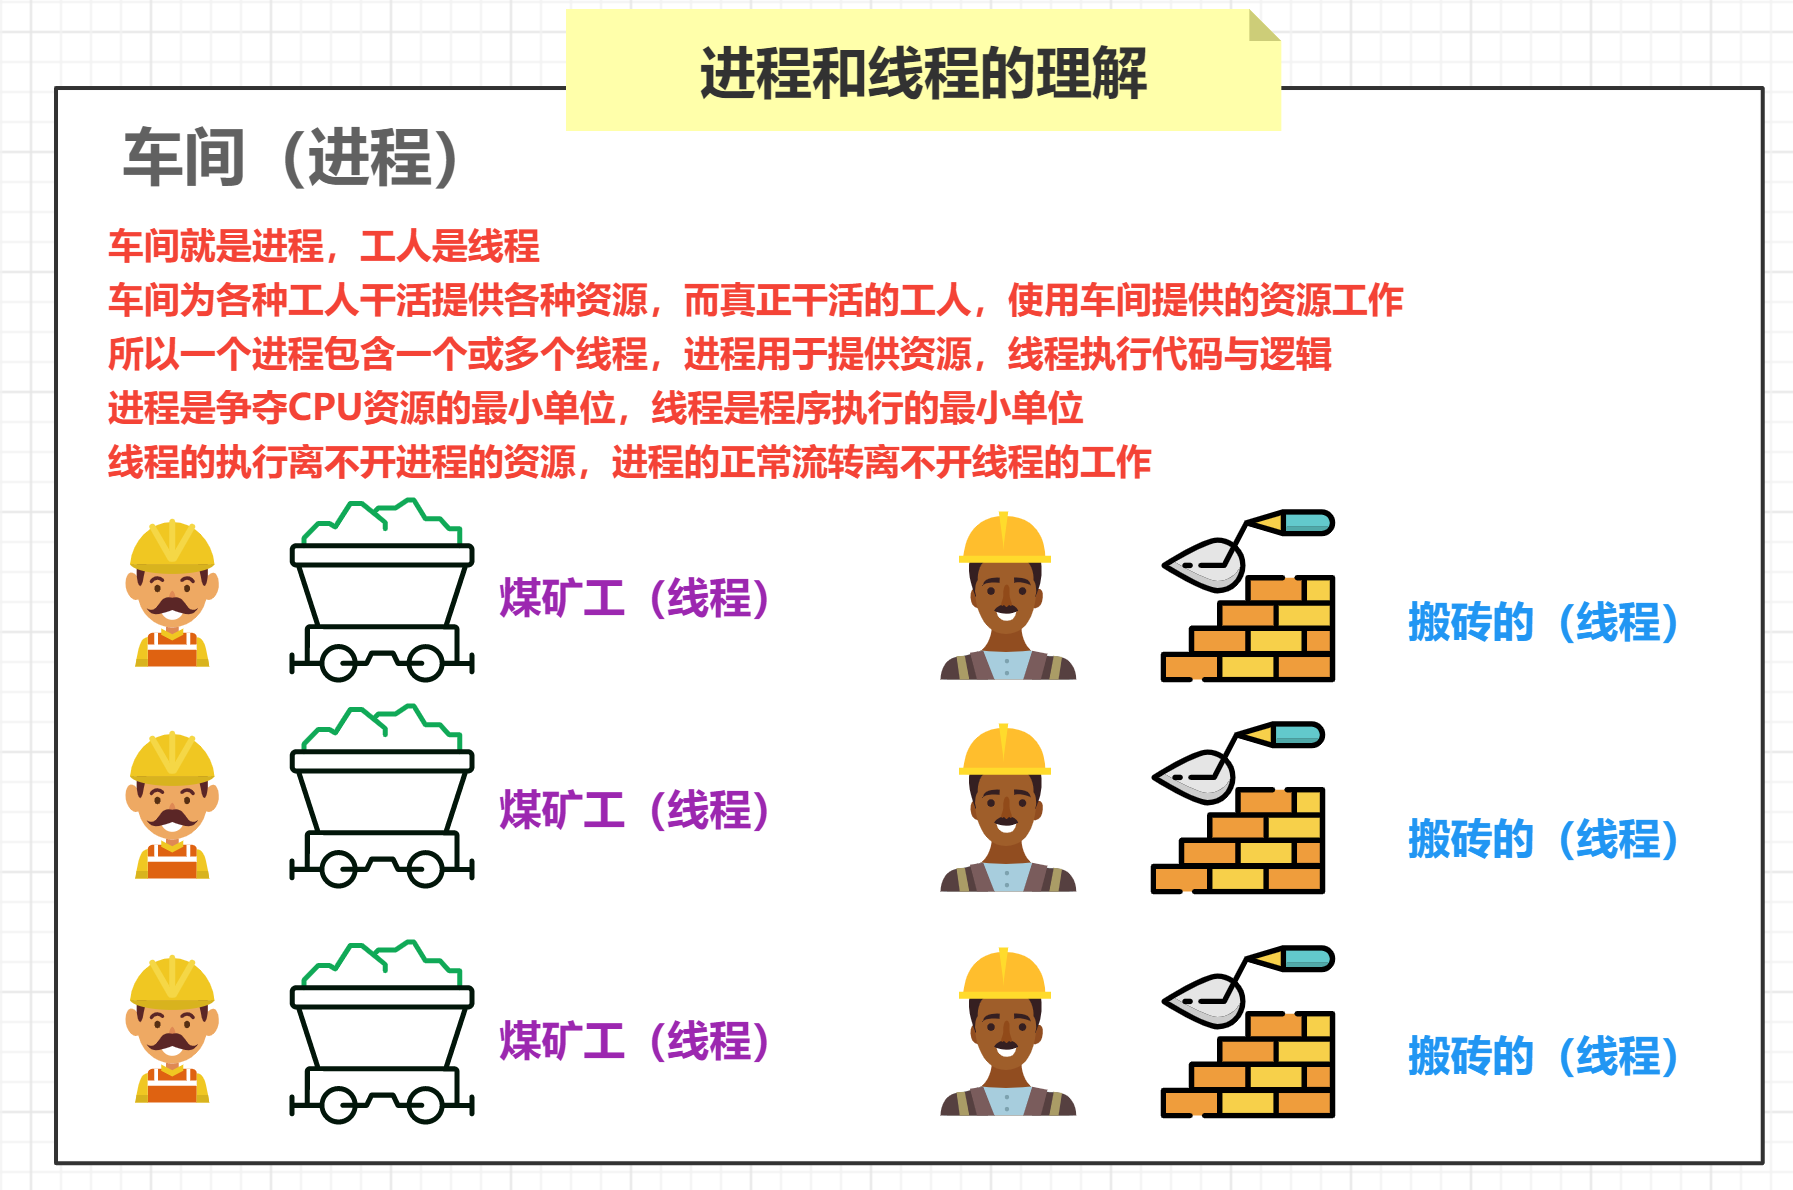 进程和线程的理解
车间（进程）
车间就是进程，工人是线程
车间为各种工人干活提供各种资源，而真正干活的工人，使用车间提供的资源工作
所以一个进程包含一个或多个线程，进程用于提供资源，线程执行代码与逻辑
进程是争夺CPU资源的最小单位，线程是程序执行的最小单位
线程的执行离不开进程的资源，进程的正常流转离不开线程的工作
煤矿工（线程）
搬砖的（线程）
煤矿工（线程）
搬砖的（线程）
煤矿工（线程）
搬砖的（线程）